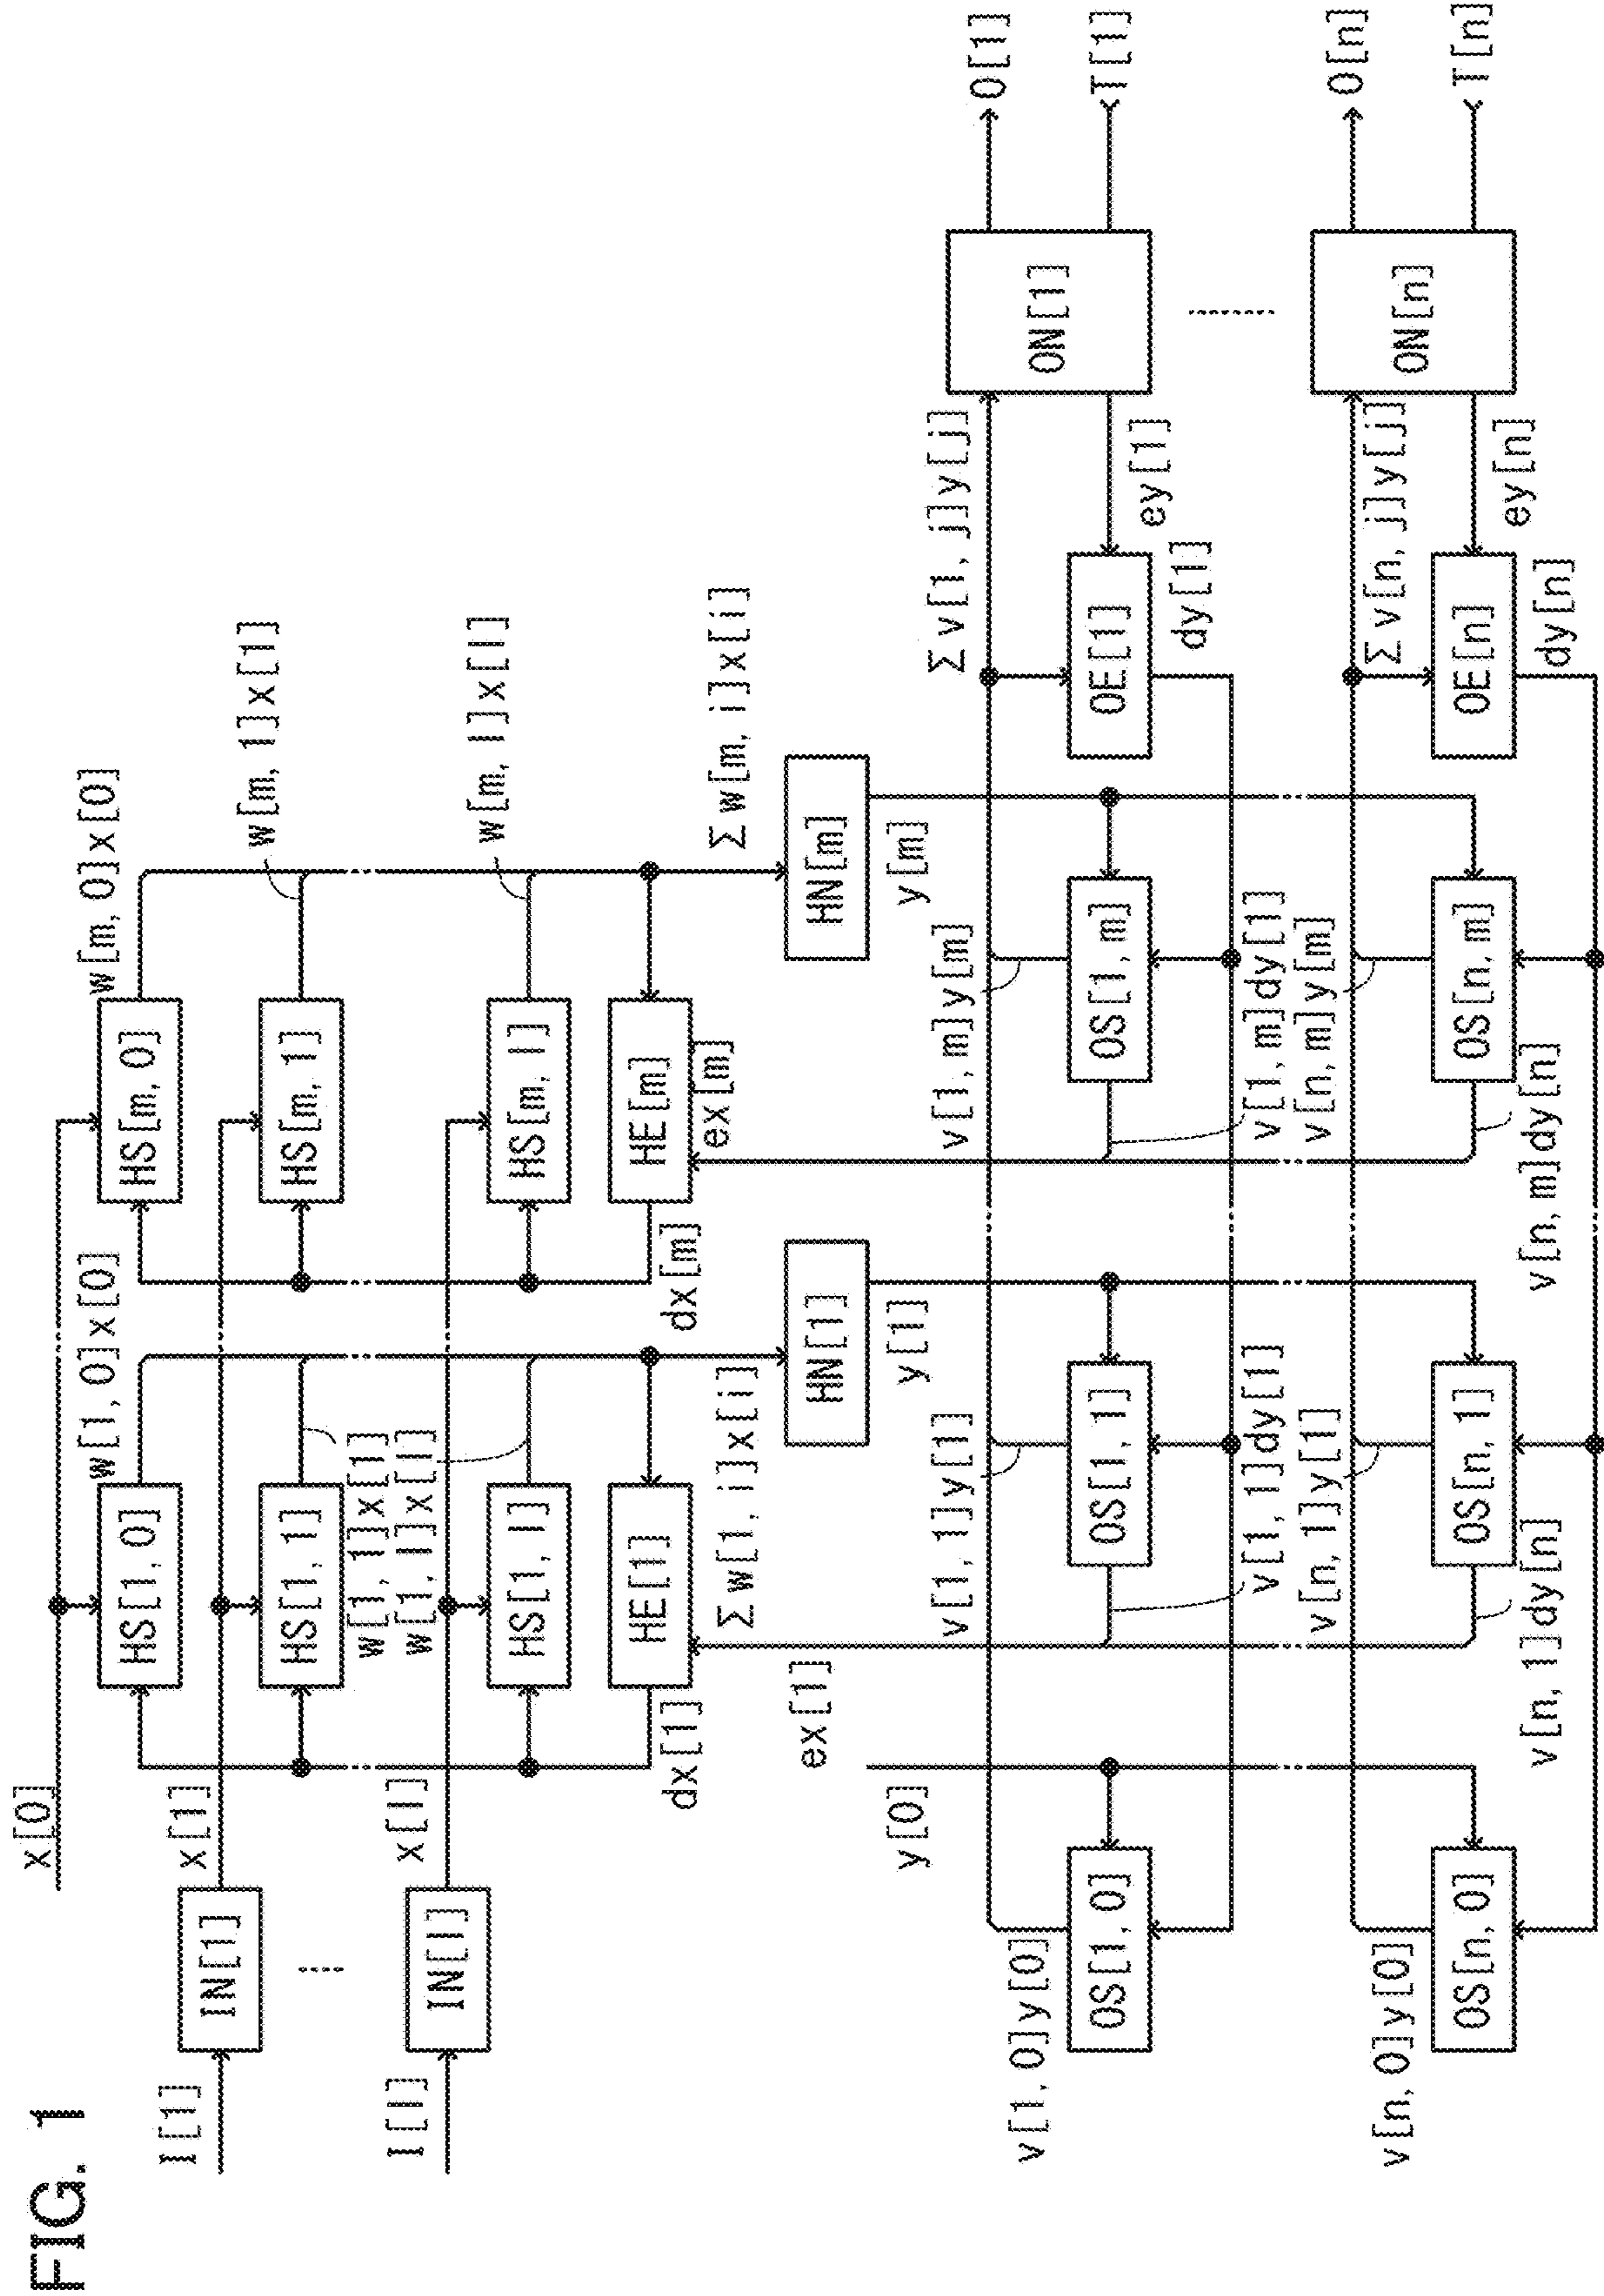 FIG. 1
x[0]
w[1, 0]x[0]
w[m, 0]x[0]
HS[1, 0]
HS[m, 0]
I[1]
IN[1]
x[1]
HS[1, 1]
HS[m, 1]
w[m, 1]x[1]
w[1, 1]x[1]
w[1, l]x[l]
I[l]
IN[l]
x[l]
HS[1, l]
HS[m, l]
w[m, l]x[l]
HE[1]
HE[m]
dx[1]
dx[m]
ex[m]
Σw[1, i]x[i]
Σw[m, i]x[i]
ex[1]
HN[1]
HN[m]
y[0]
y[1]
y[m]
v[1, 1]y[1]
v[1, m]y[m]
Σv[1, j]y[j]
O[1]
v[1, 0]y[0]
OS[1, 0]
OS[1, 1]
OS[1, m]
OE[1]
ON[1]
T[1]
ey[1]
dy[1]
v[1, 1]dy[1]
v[1, m]dy[1]
v[n, 1]y[1]
v[n, m]y[m]
Σv[n, j]y[j]
O[n]
v[n, 0]y[0]
OS[n, 0]
OS[n, 1]
OS[n, m]
OE[n]
ON[n]
T[n]
ey[n]
dy[n]
v[n, 1]dy[n]
v[n, m]dy[n]